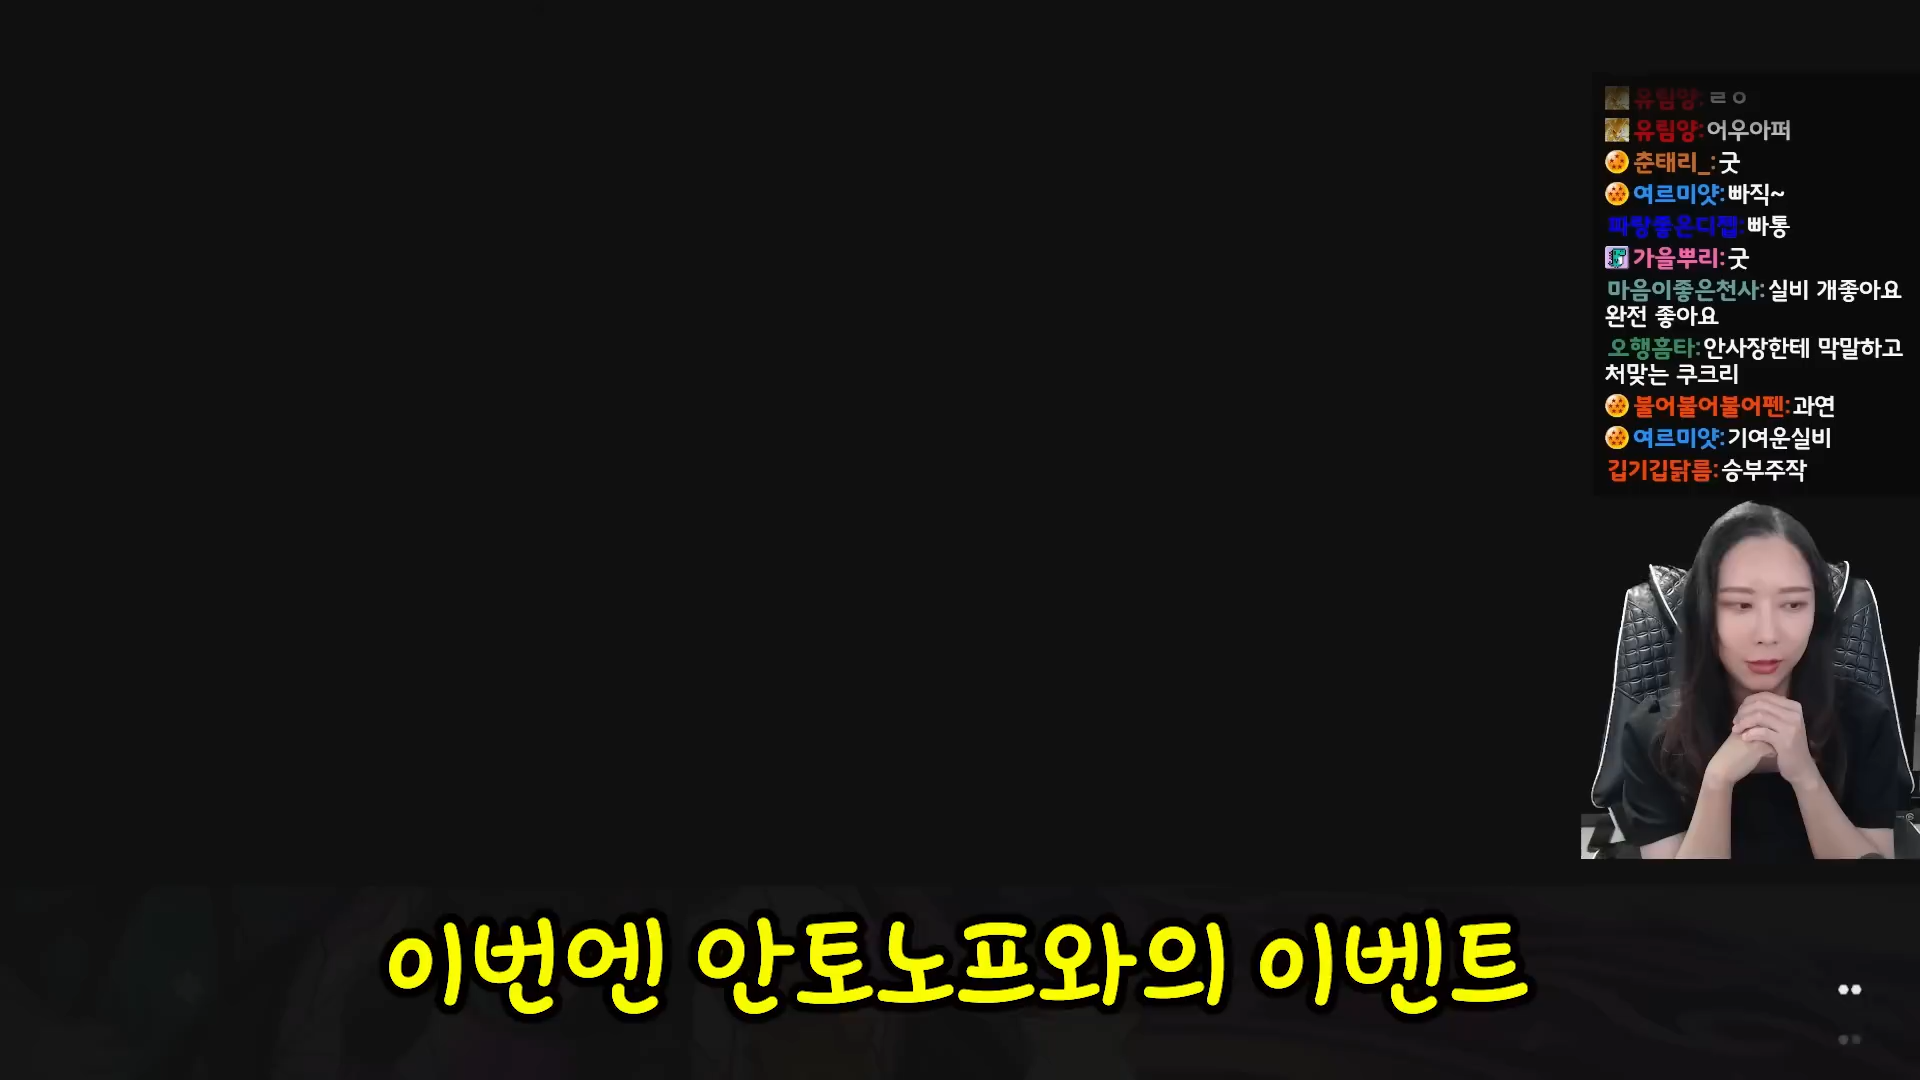 유림양:ㄹㅇ
유림양:어우아퍼
춘태리_:굿
여르미얏:빠직~
파랑좋은디젭:빠통
가을뿌리:굿
마음이좋은천사:실비 개좋아요
완전 좋아요
오행흠타:안사장한테 막말하고
처맞는 쿠크리
불어불어불어펜:과연
여르미얏:기여운실비
깁기깁닭름:승부주작
이번엔 안토노프와의 이벤트